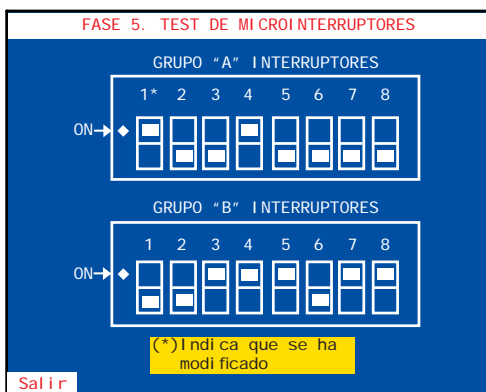 FASE 5. TEST DE MICROINTERRUPTORES
GRUPO “A” INTERRUPTORES
1* 2 3 4 5 6 7 8
ON
GRUPO “B” INTERRUPTORES
1 2 3 4 5 6 7 8
ON
(*)Indica que se ha
modificado
Salir